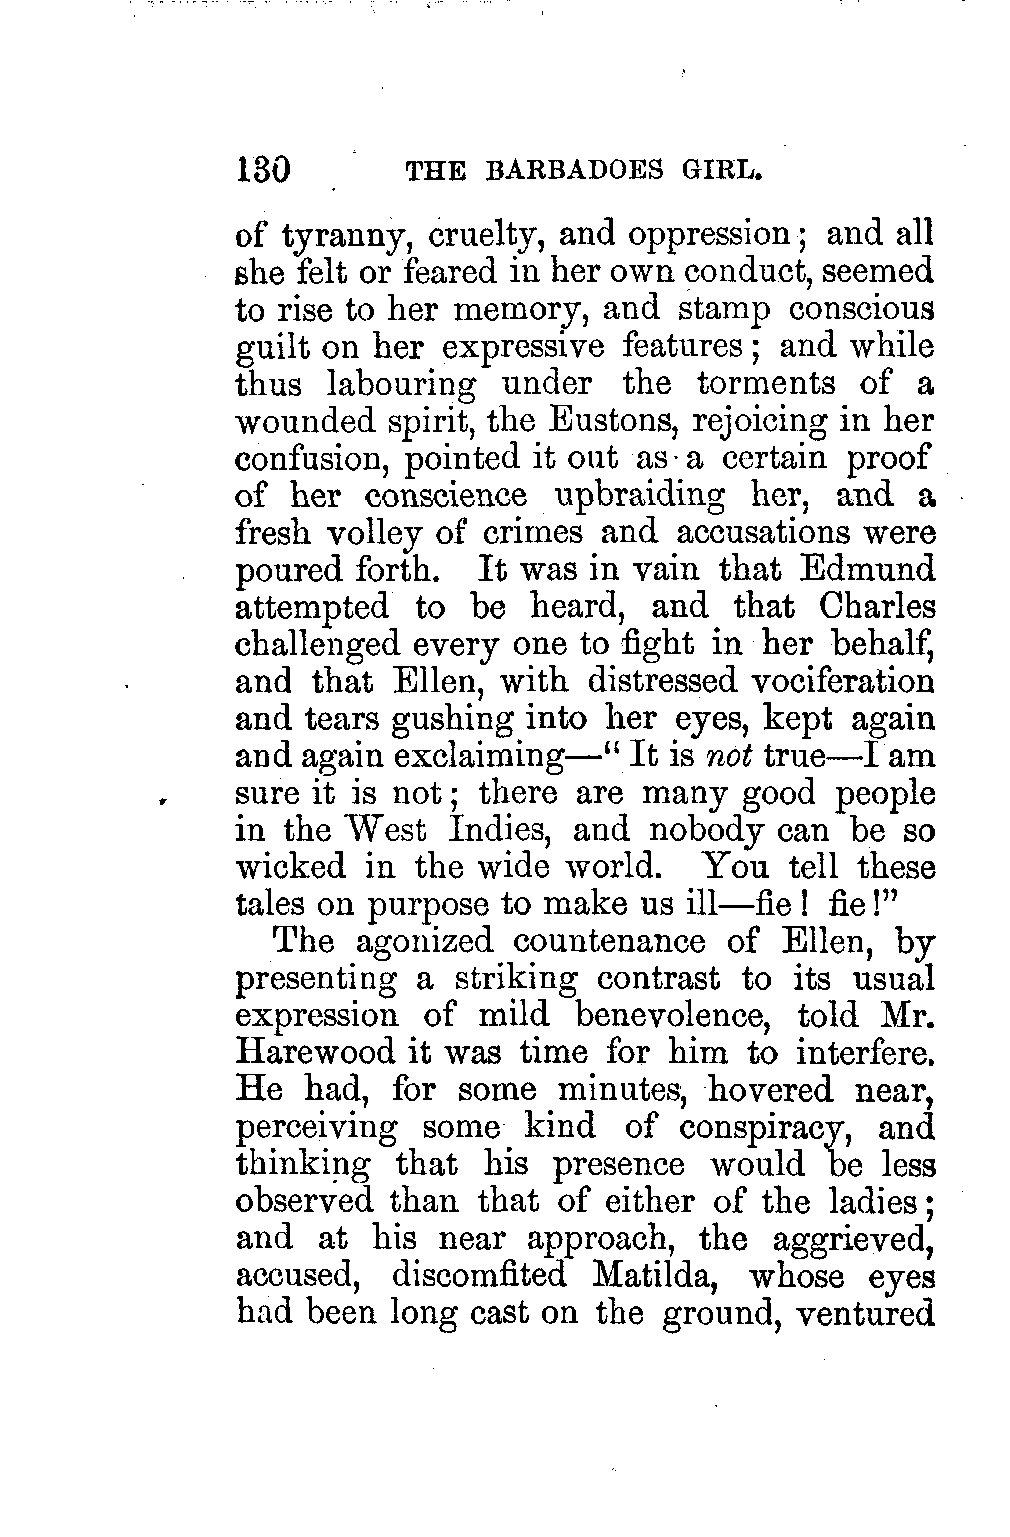 130 THE BARBADOES GIRL.
of tyranny, cruelty, and oppression; and all
she felt or feared in her own conduct, seemed
to rise to her memory, and stamp conscious
guilt on her expressive features; and while
thus labouring under the torments of a
wounded spirit, the Eustons, rejoicing in her
confusion, pointed it out as a certain proof
of her conscience upbraiding her, and a
fresh volley of crimes and accusations were
poured forth. It was in vain that Edmund
attempted to be heard, and that Charles
challenged every one to fight in her behalf,
and that Ellen, with distressed vociferation
and tears gushing into her eyes, kept again
and again exclaiming—“ It is not true—I am
sure it is not; there are many good people
in the West Indies, and nobody can be so
wicked in the wide world. You tell these
tales on purpose to make us ill—fie! fie!”
The agonized countenance of Ellen, by
presenting a striking contrast to its usual
expression of mild benevolence, told Mr.
Harewood it was time for him to interfere.
He had, for some minutes, hovered near,
perceiving some kind of conspiracy, and
thinking that his presence would be less
observed than that of either of the ladies;
and at his near approach, the aggrieved,
accused, discomfited Matilda, whose eyes
had been long cast on the ground, ventured